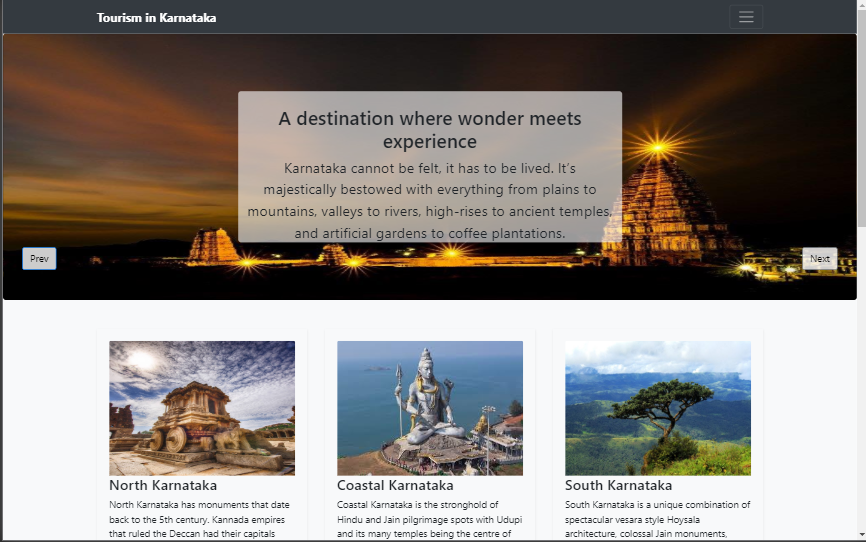 Tourism in Karnataka
A destination where wonder meets
experience
Karnataka cannot be felt, it has to be lived. It’s
majestically bestowed with everything from plains to
mountains, valleys to rivers, high-rises to ancient temples,
and artificial gardens to coffee plantations.
Prev
Next
North Karnataka
North Karnataka has monuments that date
back to the 5th century. Kannada empires
that ruled the Deccan had their capitals
Coastal Karnataka
Coastal Karnataka is the stronghold of
Hindu and Jain pilgrimage spots with Udupi
and its many temples being the centre of
South Karnataka
South Karnataka is a unique combination of
spectacular vesara style Hoysala
architecture, colossal Jain monuments,